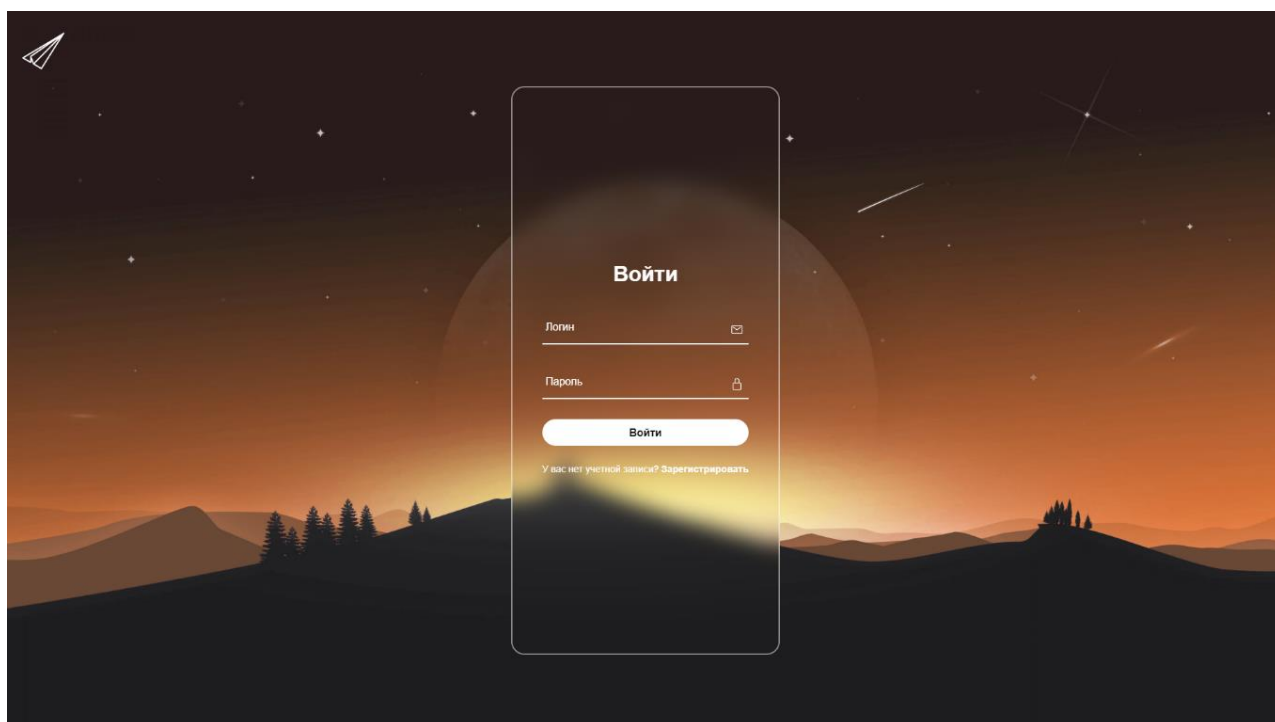 Войти
Логин
Пароль
Войти
У вас нет учетной записи? Зарегистрировать